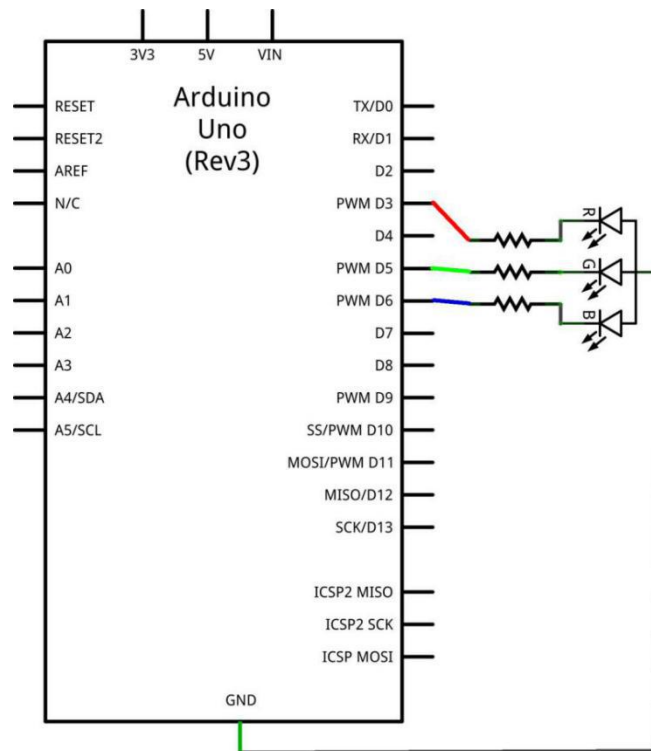 3V3
5V
VIN
Arduino
Uno
(Rev3)
RESET
RESET2
AREF
N/C
A0
A1
A2
A3
A4/SDA
A5/SCL
TX/D0
RX/D1
D2
PWM D3
D4
PWM D5
PWM D6
D7
D8
PWM D9
SS/PWM D10
MOSI/PWM D11
MISO/D12
SCK/D13
ICSP2 MISO
ICSP2 SCK
ICSP MOSI
R
G
B
GND